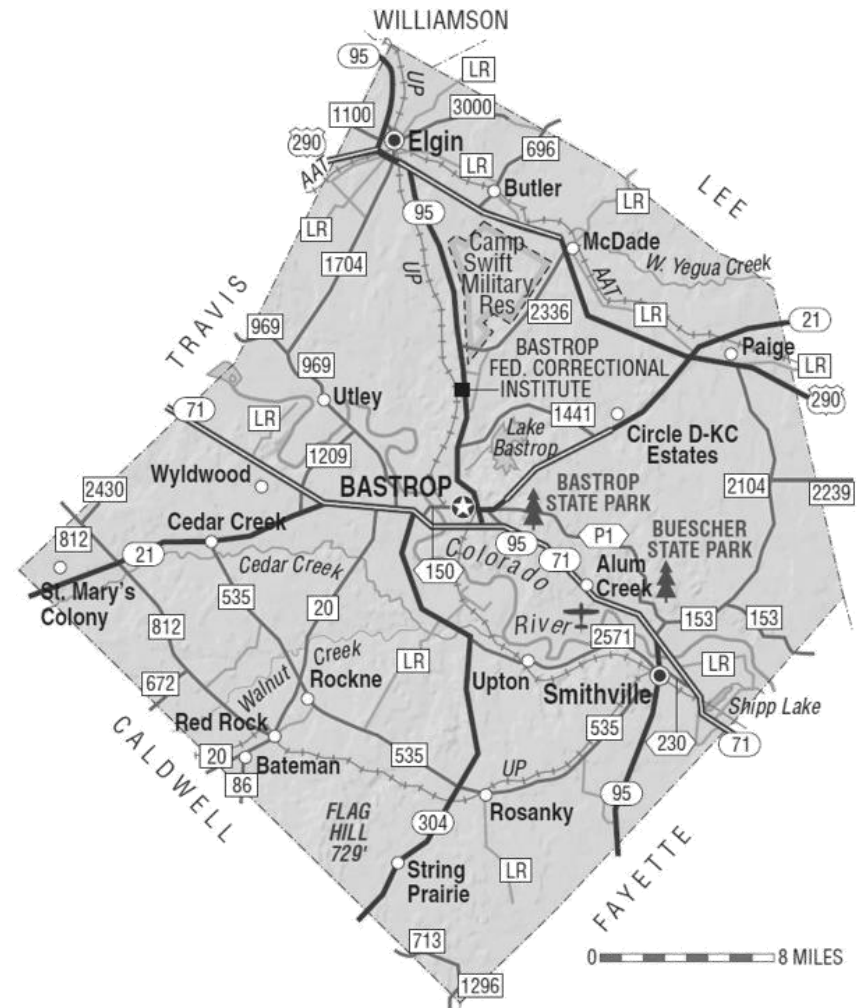 WILLIAMSON
95
UP
LR
1100
3000
290
Elgin
696
AAT
LR
Butler
LEE
LR
95
LR
McDade
Camp
Swift
Military
Res
W. Yegua Creek
1704
UP
AAT
TRAVIS
2336
LR
21
969
BASTROP
FED. CORRECTIONAL
INSTITUTE
Paige
969
LR
290
Utley
71
LR
1441
Lake
Bastrop
Circle D-KC
Estates
1209
Wyldwood
BASTROP
BASTROP
STATE PARK
2104
2430
2239
Cedar Creek
P1
BUESCHER
STATE PARK
812
21
95
71
Colorado
Alum
Creek
Cedar Creek
150
St. Mary's
Colony
535
20
River
153
153
812
2571
Creek
LR
LR
Walnut
Rockne
Upton
Smithville
672
Shipp Lake
Red Rock
535
535
230
71
20
Bateman
UP
CALDWELL
86
FLAG
HILL
729'
95
Rosanky
304
String
Prairie
LR
FAYETTE
713
0
8 MILES
1296